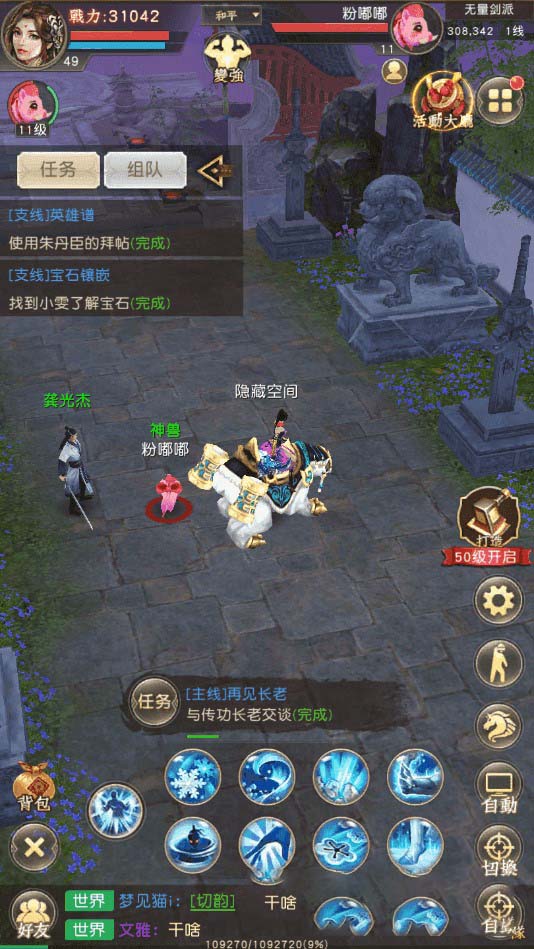 戰力:31042
49
11级
和平
變強
粉嘟嘟
11
无量剑派
308,342 1线
活動大廳
任务
组队
[支线]英雄谱
使用朱丹臣的拜帖(完成)
[支线]宝石镶嵌
找到小雯了解宝石(完成)
隐藏空间
龚光杰
神兽
粉嘟嘟
打造
50级开启
任务
[主线]再见长老
与传功长老交谈(完成)
背包
自動
切换
好友
世界 梦见猫i: [切韵] 干啥
世界 文雅: 干啥
109270/1092720(9%)